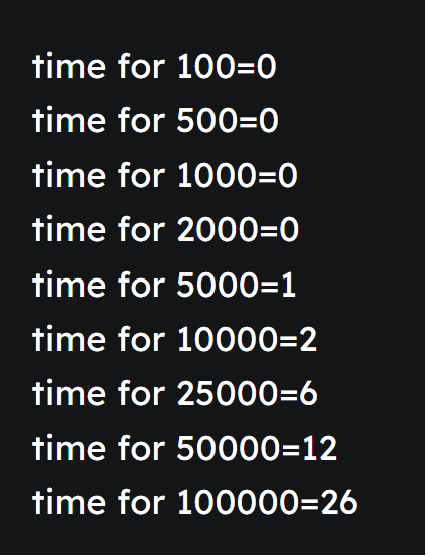 time for 100=0
time for 500=0
time for 1000=0
time for 2000=0
time for 5000=1
time for 10000=2
time for 25000=6
time for 50000=12
time for 100000=26